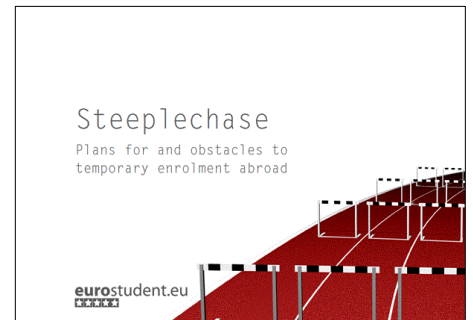 Steeplechase
Plans for and obstacles to
temporary enrolment abroad
eurostudent.eu